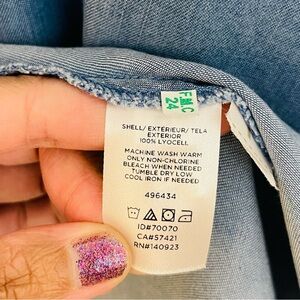 FMC
24
SHELL/ EXTERIEUR/ TELA
EXTERIOR
100% LYOCELL
MACHINE WASH WARM
ONLY NON-CHLORINE
BLEACH WHEN NEEDED
TUMBLE DRY LOW
COOL IRON IF NEEDED
496434
ID#70070
CA#57421
RN#140923